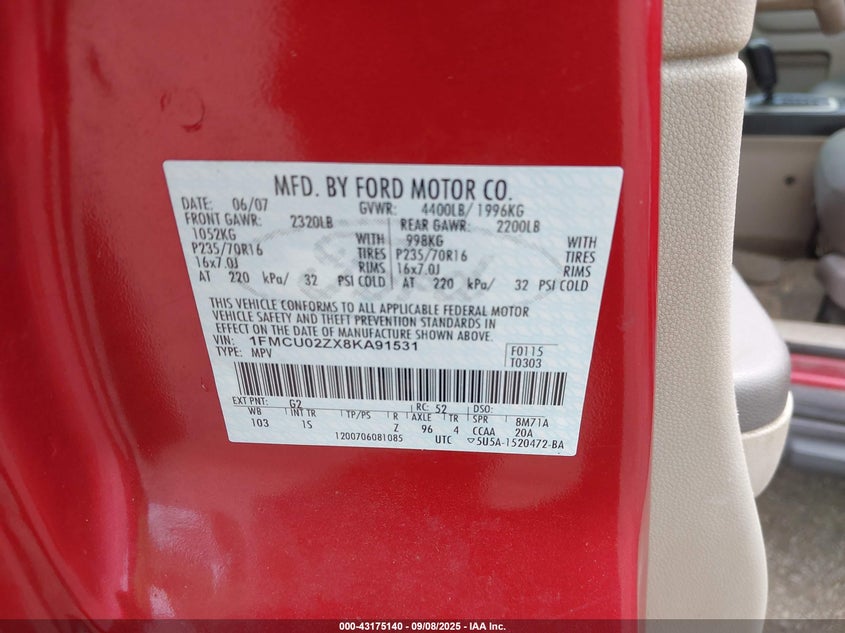 MFD. BY FORD MOTOR CO.
DATE: 06/07 GVWR: 4400LB/ 1996KG
FRONT GAWR: 2320LB REAR GAWR: 2200LB
1052KG WITH 998KG WITH
P235/70R16 TIRES P235/70R16 TIRES
16x7.0J RIMS 16x7.0J RIMS
AT 220 kPa/ 32 PSI COLD AT 220 kPa/ 32 PSI COLD
THIS VEHICLE CONFORMS TO ALL APPLICABLE FEDERAL MOTOR
VEHICLE SAFETY AND THEFT PREVENTION STANDARDS IN
EFFECT ON THE DATE OF MANUFACTURE SHOWN ABOVE.
VIN: 1FMCU02ZX8KA91531 F0115
TYPE: MPV T0303
EXT PNT: G2 RC: 52 DSO:
WB INT TR TP/PS R AXLE TR SPR 8M71A
103 IS Z 96 4 CCAA 20A
1200706081085 UTC ▽5U5A-1520472-BA
000-43175140 - 09/08/2025 - IAA Inc.